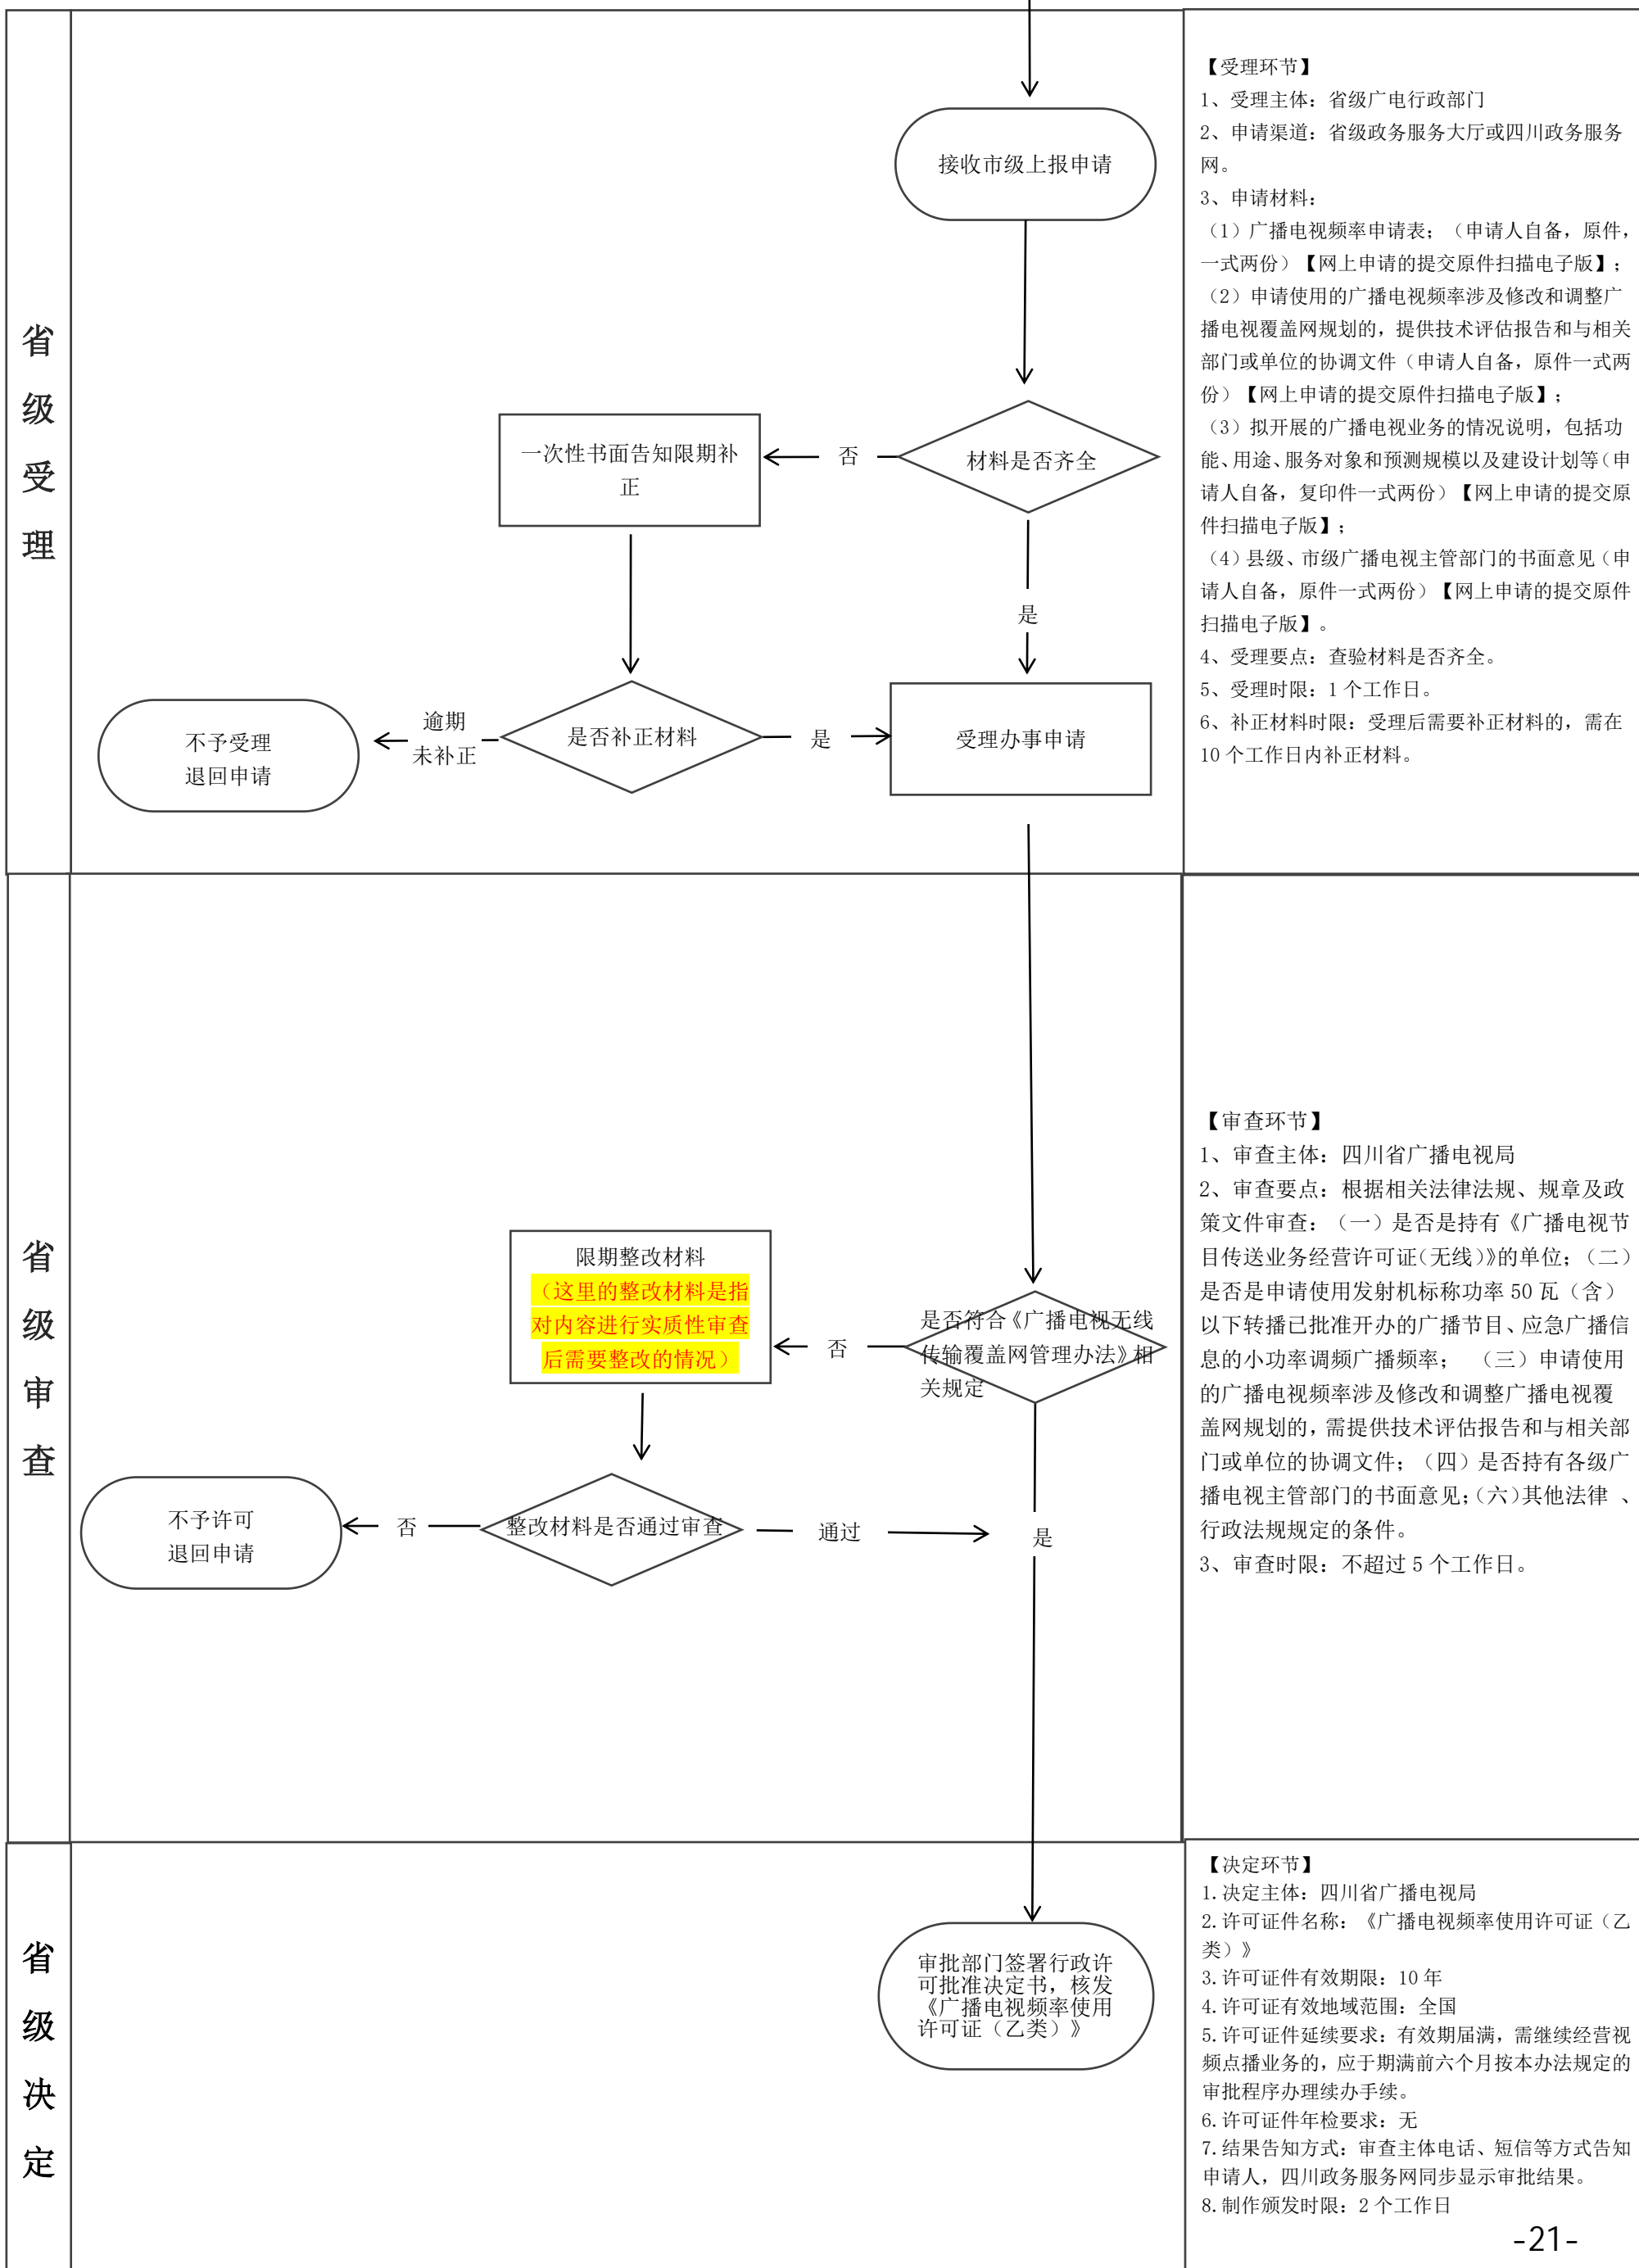 省
级
受
理
接收市级上报申请
一次性书面告知限期补
正
否
材料是否齐全
是
不予受理
退回申请
逾期
未补正
是否补正材料
是
受理办事申请
【受理环节】
1、受理主体：省级广电行政部门
2、申请渠道：省级政务服务大厅或四川政务服务
网。
3、申请材料：
（1）广播电视频率申请表；（申请人自备，原件，
一式两份）【网上申请的提交原件扫描电子版】；
（2）申请使用的广播电视频率涉及修改和调整广
播电视覆盖网规划的，提供技术评估报告和与相关
部门或单位的协调文件（申请人自备，原件一式两
份）【网上申请的提交原件扫描电子版】；
（3）拟开展的广播电视业务的情况说明，包括功
能、用途、服务对象和预测规模以及建设计划等（申
请人自备，复印件一式两份）【网上申请的提交原
件扫描电子版】；
（4）县级、市级广播电视主管部门的书面意见（申
请人自备，原件一式两份）【网上申请的提交原件
扫描电子版】。
4、受理要点：查验材料是否齐全。
5、受理时限：1 个工作日。
6、补正材料时限：受理后需要补正材料的，需在
10 个工作日内补正材料。
省
级
审
查
限期整改材料
（这里的整改材料是指
对内容进行实质性审查
后需要整改的情况）
否
是否符合《广播电视无线
传输覆盖网管理办法》相
关规定
不予许可
退回申请
否
整改材料是否通过审查
通过
是
【审查环节】
1、审查主体：四川省广播电视局
2、审查要点：根据相关法律法规、规章及政
策文件审查：（一）是否是持有《广播电视节
目传送业务经营许可证（无线）》的单位；（二）
是否是申请使用发射机标称功率 50 瓦（含）
以下转播已批准开办的广播节目、应急广播信
息的小功率调频广播频率； （三）申请使用
的广播电视频率涉及修改和调整广播电视覆
盖网规划的，需提供技术评估报告和与相关部
门或单位的协调文件；（四）是否持有各级广
播电视主管部门的书面意见；（六）其他法律 、
行政法规规定的条件。
3、审查时限：不超过 5 个工作日。
省
级
决
定
审批部门签署行政许
可批准决定书，核发
《广播电视频率使用
许可证（乙类）》
【决定环节】
1.决定主体：四川省广播电视局
2.许可证件名称：《广播电视频率使用许可证（乙
类）》
3.许可证件有效期限：10 年
4.许可证有效地域范围：全国
5.许可证件延续要求：有效期届满，需继续经营视
频点播业务的，应于期满前六个月按本办法规定的
审批程序办理续办手续。
6.许可证件年检要求：无
7.结果告知方式：审查主体电话、短信等方式告知
申请人，四川政务服务网同步显示审批结果。
8.制作颁发时限：2 个工作日
-21-